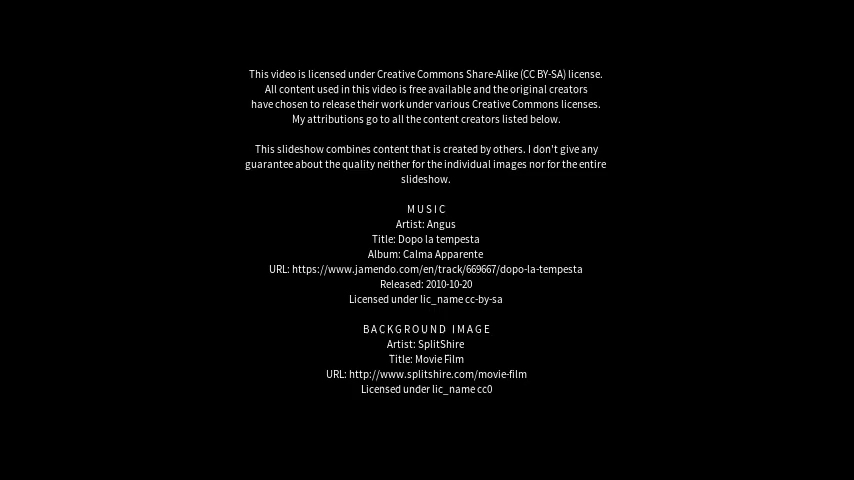 This video is licensed under Creative Commons Share-Alike (CC BY-SA) license.
All content used in this video is free available and the original creators
have chosen to release their work under various Creative Commons licenses.
My attributions go to all the content creators listed below.
This slideshow combines content that is created by others. I don't give any
guarantee about the quality neither for the individual images nor for the entire
slideshow.
MUSIC
Artist: Angus
Title: Dopo la tempesta
Album: Calma Apparente
URL: https://www.jamendo.com/en/track/669667/dopo-la-tempesta
Released: 2010-10-20
Licensed under lic_name cc-by-sa
BACKGROUND IMAGE
Artist: SplitShire
Title: Movie Film
URL: http://www.splitshire.com/movie-film
Licensed under lic_name cc0